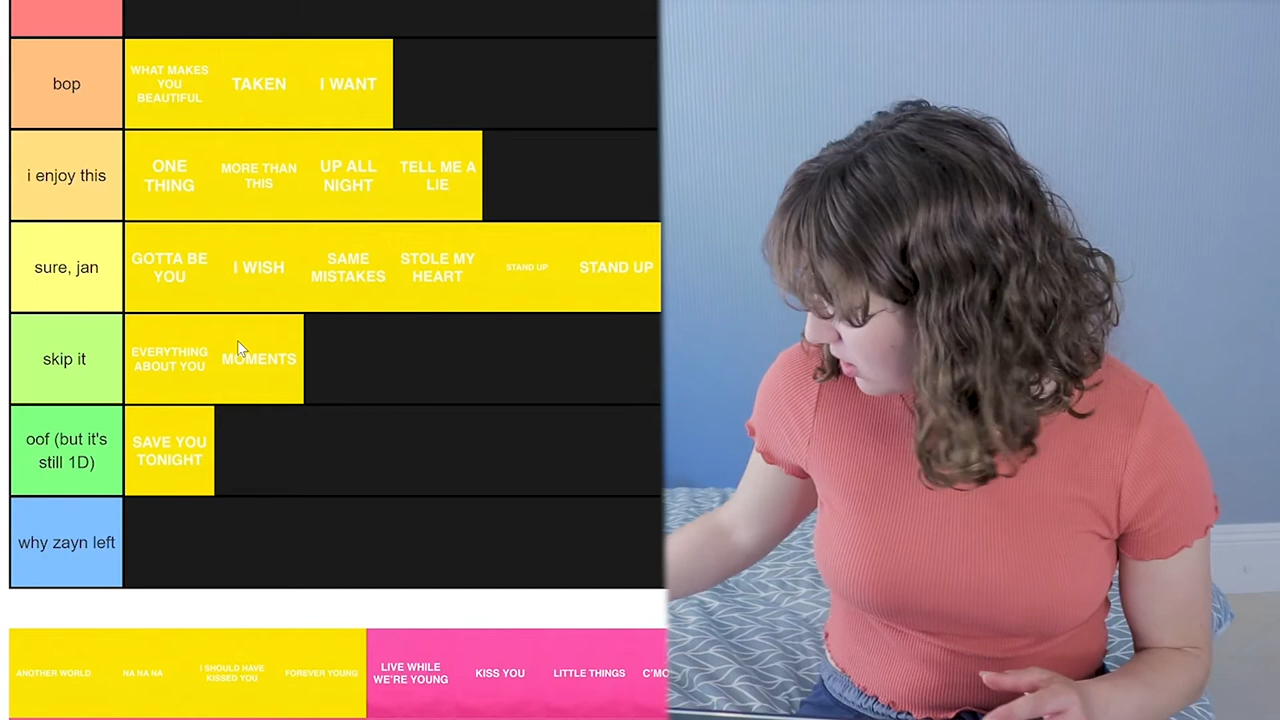 bop
WHAT MAKES
YOU
BEAUTIFUL
TAKEN
I WANT
i enjoy this
ONE
THING
MORE THAN
THIS
UP ALL
NIGHT
TELL ME A
LIE
sure, jan
GOTTA BE
YOU
I WISH
SAME
MISTAKES
STOLE MY
HEART
STAND UP
STAND UP
skip it
EVERYTHING
ABOUT YOU
MOMENTS
oof (but it's
still 1D)
SAVE YOU
TONIGHT
why zayn left
ANOTHER WORLD
NA NA NA
I SHOULD HAVE
KISSED YOU
FOREVER YOUNG
LIVE WHILE
WE'RE YOUNG
KISS YOU
LITTLE THINGS
C'MO